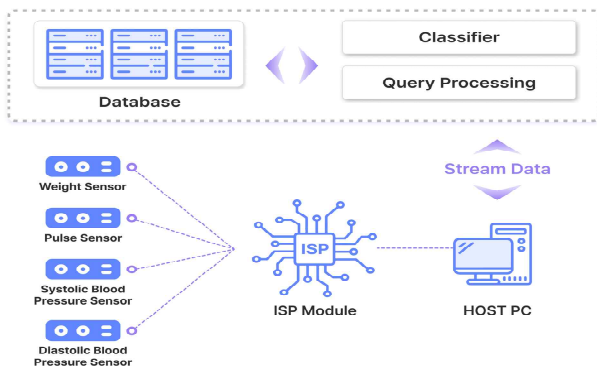 Classifier
Query Processing
Database
Stream Data
Weight Sensor
Pulse Sensor
Systolic Blood
Pressure Sensor
Diastolic Blood
Pressure Sensor
ISP
ISP Module
HOST PC